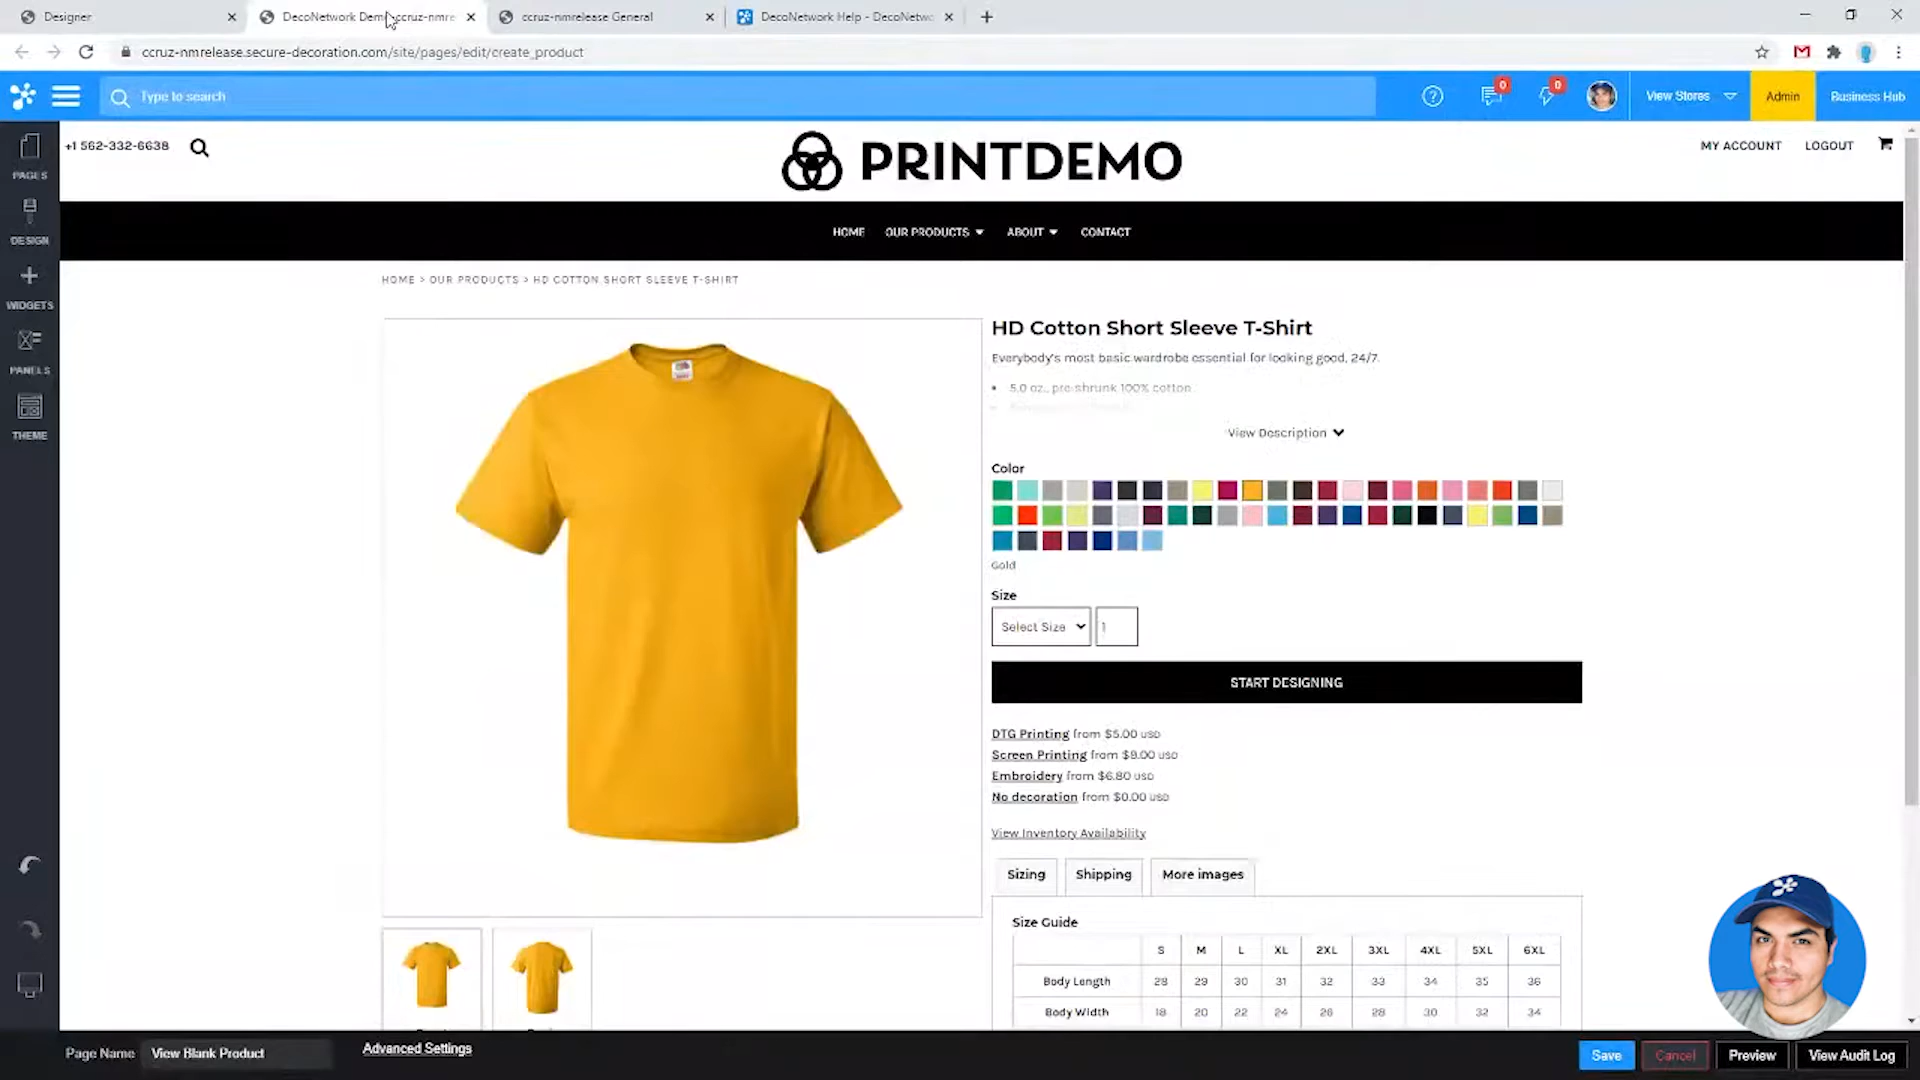 Designer
DecoNetwork Dem ccruz-nmre
ccruz-nmrelease General
DecoNetwork Help - DecoNetwo
ccruz-nmrelease.secure-decoration.com/site/pages/edit/create_product
Type to search
0
0
View Stores
Admin
Business Hub
PAGES
DESIGN
WIDGETS
PANELS
THEME
+1 562-332-6638
PRINTDEMO
MY ACCOUNT
LOGOUT
HOME
OUR PRODUCTS
ABOUT
CONTACT
HOME > OUR PRODUCTS > HD COTTON SHORT SLEEVE T-SHIRT
HD Cotton Short Sleeve T-Shirt
Everybody's most basic wardrobe essential for looking good, 24/7.
5.0 oz., pre-shrunk 100% cotton
View Description
Color
Gold
Size
Select Size
1
START DESIGNING
DTG Printing from $5.00 USD
Screen Printing from $9.00 USD
Embroidery from $6.80 USD
No decoration from $0.00 USD
View Inventory Availability
Sizing
Shipping
More images
Size Guide
S M L XL 2XL 3XL 4XL 5XL 6XL
Body Length 28 29 30 31 32 33 34 35 36
Body Width 18 20 22 24 26 28 30 32 34
Page Name
View Blank Product
Advanced Settings
Save
Cancel
Preview
View Audit Log